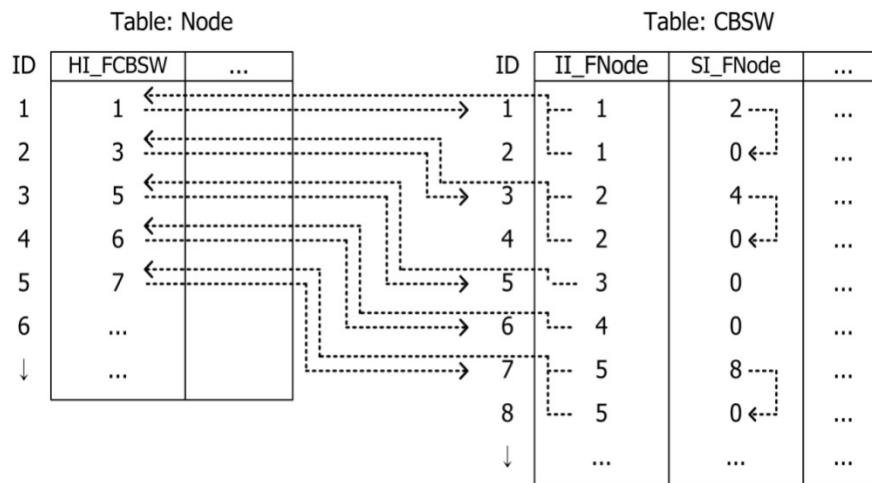 Table: Node Table: CBSW
ID HI_FCBSW ... ID II_FNode SI_FNode ...
1 1 1 1 2 ...
2 3 2 1 0 ...
3 5 3 2 4 ...
4 6 4 2 0 ...
5 7 5 3 0 ...
6 ... 6 4 0 ...
↓ ... 7 5 8 ...
8 5 0 ...
↓ ... ... ...